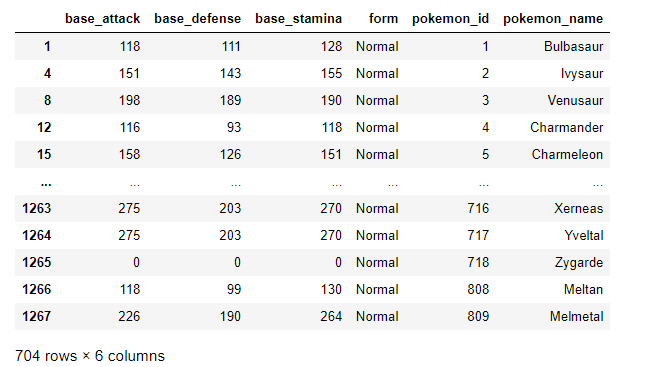 base_attack base_defense base_stamina form pokemon_id pokemon_name
1 118 111 128 Normal 1 Bulbasaur
4 151 143 155 Normal 2 Ivysaur
8 198 189 190 Normal 3 Venusaur
12 116 93 118 Normal 4 Charmander
15 158 126 151 Normal 5 Charmeleon
... ... ... ... ... ... ...
1263 275 203 270 Normal 716 Xerneas
1264 275 203 270 Normal 717 Yveltal
1265 0 0 0 Normal 718 Zygarde
1266 118 99 130 Normal 808 Meltan
1267 226 190 264 Normal 809 Melmetal
704 rows × 6 columns